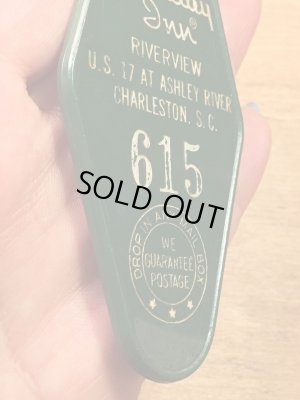 Inn®
RIVERVIEW
U.S. 17 AT ASHLEY RIVER
CHARLESTON, S.C.
615
SOLD OUT
DROP IN ANY MAIL BOX
WE
GUARANTEE
POSTAGE